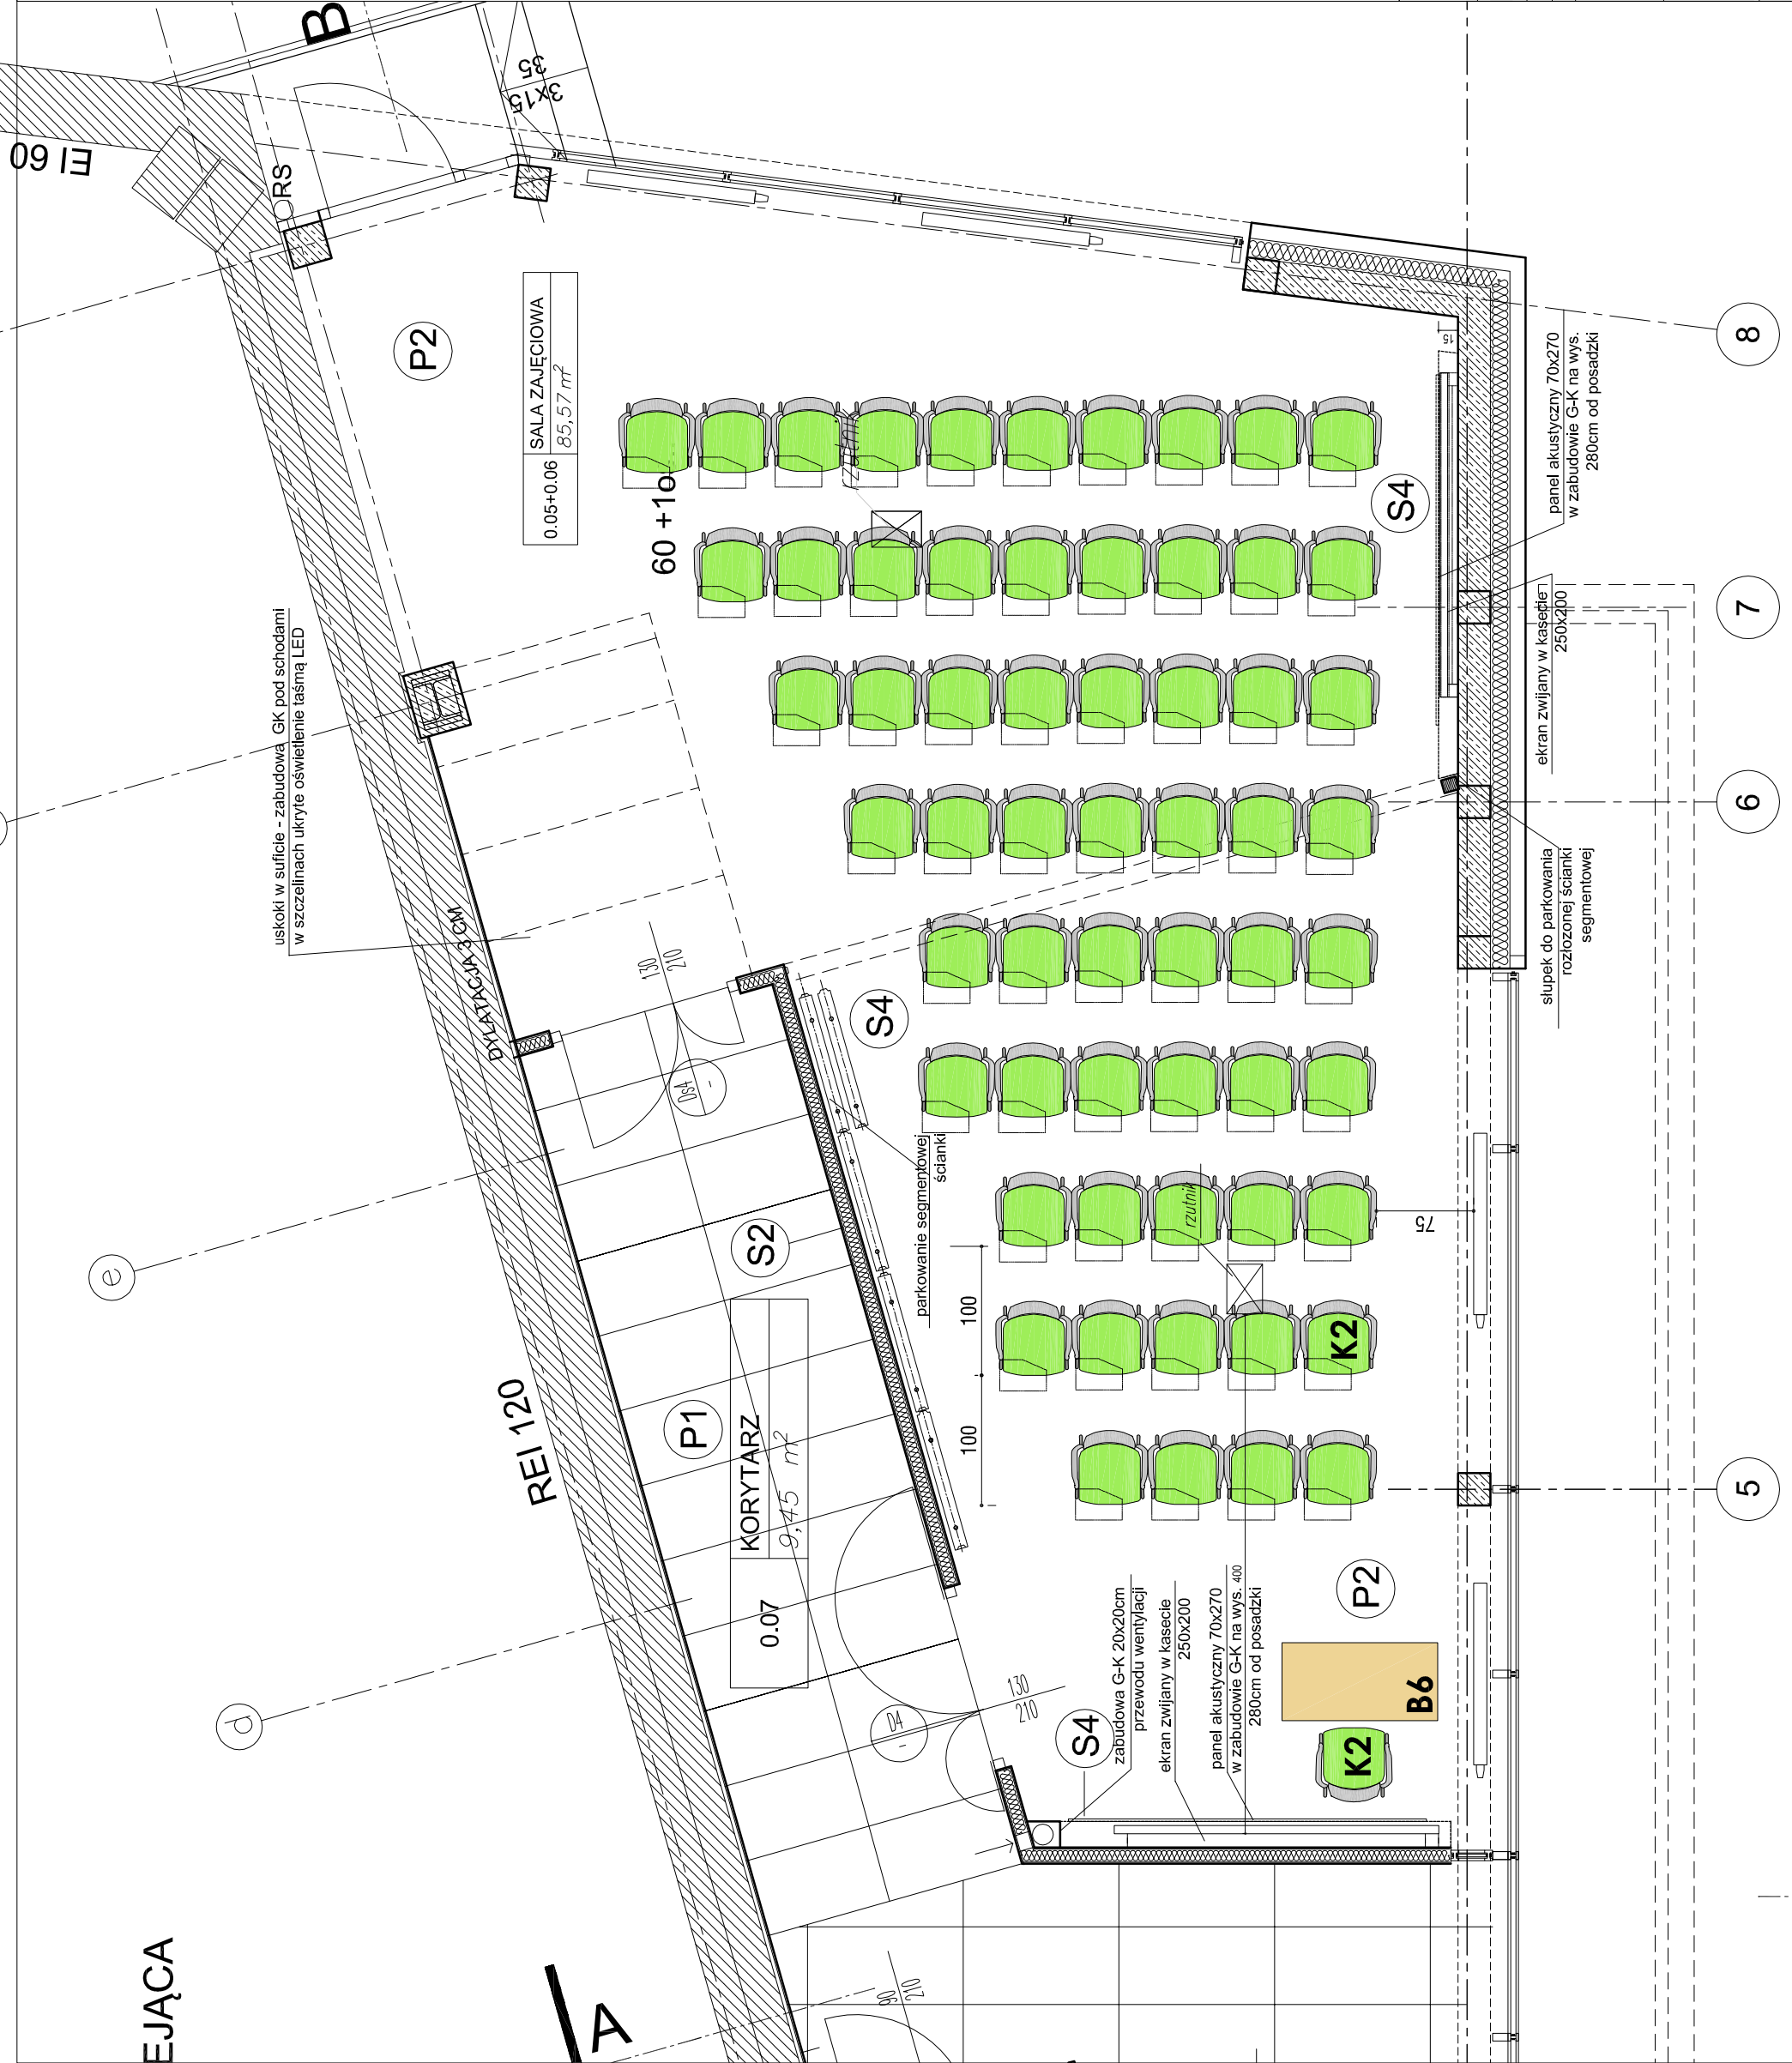 B
35
3x15
EI 60
RS
P2
0.05+0.06
SALA ZAJĘCIOWA
85,57 m²
60 +1o
rzutnik
S4
15
panel akustyczny 70x270
w zabudowie G-K na wys.
280cm od posadzki
8
7
6
5
ekran zwijany w kasecie
250x200
słupek do parkowania
rozłożonej ścianki
segmentowej
uskoki w suficie - zabudowa GK pod schodami
w szczelinach ukryte oświetlenie taśmą LED
DYLATACJA 3 CM
130
210
Ds4
-
S4
parkowanie segmentowej
ścianki
e
S2
REI 120
P1
0.07
KORYTARZ
9,45 m²
100
100
rzutnik
75
K2
d
D4
-
130
210
S4
zabudowa G-K 20x20cm
przewodu wentylacji
ekran zwijany w kasecie
250x200
panel akustyczny 70x270
w zabudowie G-K na wys.
280cm od posadzki
400
P2
B6
K2
EJĄCA
A
90
210